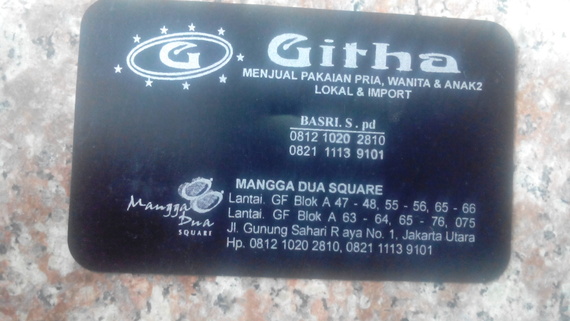 G
Githa
MENJUAL PAKAIAN PRIA, WANITA & ANAK2
LOKAL & IMPORT
BASRI. S . pd
0812 1020 2810
0821 1113 9101
Mangga Dua
SQUARE
MANGGA DUA SQUARE
Lantai. GF Blok A 47 - 48, 55 - 56, 65 - 66
Lantai. GF Blok A 63 - 64, 65 - 76, 075
Jl. Gunung Sahari R aya No. 1, Jakarta Utara
Hp. 0812 1020 2810, 0821 1113 9101